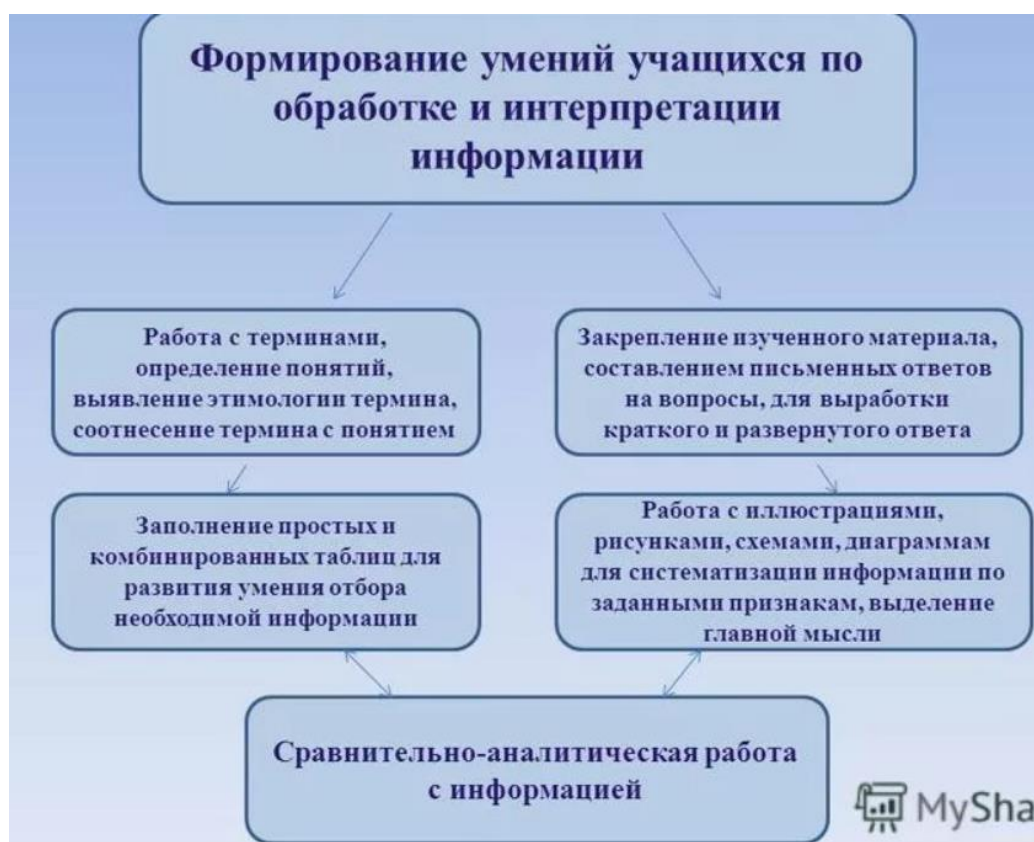 Формирование умений учащихся по
обработке и интерпретации
информации
Работа с терминами,
определение понятий,
выявление этимологии термина,
соотнесение термина с понятием
Закрепление изученного материала,
составлением письменных ответов
на вопросы, для выработки
краткого и развернутого ответа
Заполнение простых и
комбинированных таблиц для
развития умения отбора
необходимой информации
Работа с иллюстрациями,
рисунками, схемами, диаграммам
для систематизации информации по
заданными признакам, выделение
главной мысли
Сравнительно-аналитическая работа
с информацией
MySha